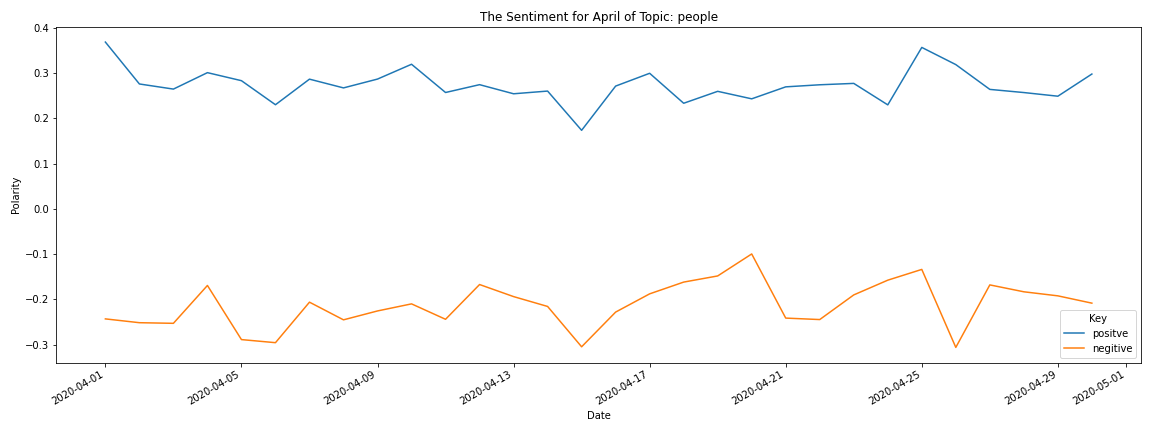 The Sentiment for April of Topic: people
0.4
0.3
0.2
0.1
0.0
−0.1
−0.2
−0.3
Polarity
Key
positve
negitive
2020-04-01
2020-04-05
2020-04-09
2020-04-13
2020-04-17
2020-04-21
2020-04-25
2020-04-29
2020-05-01
Date